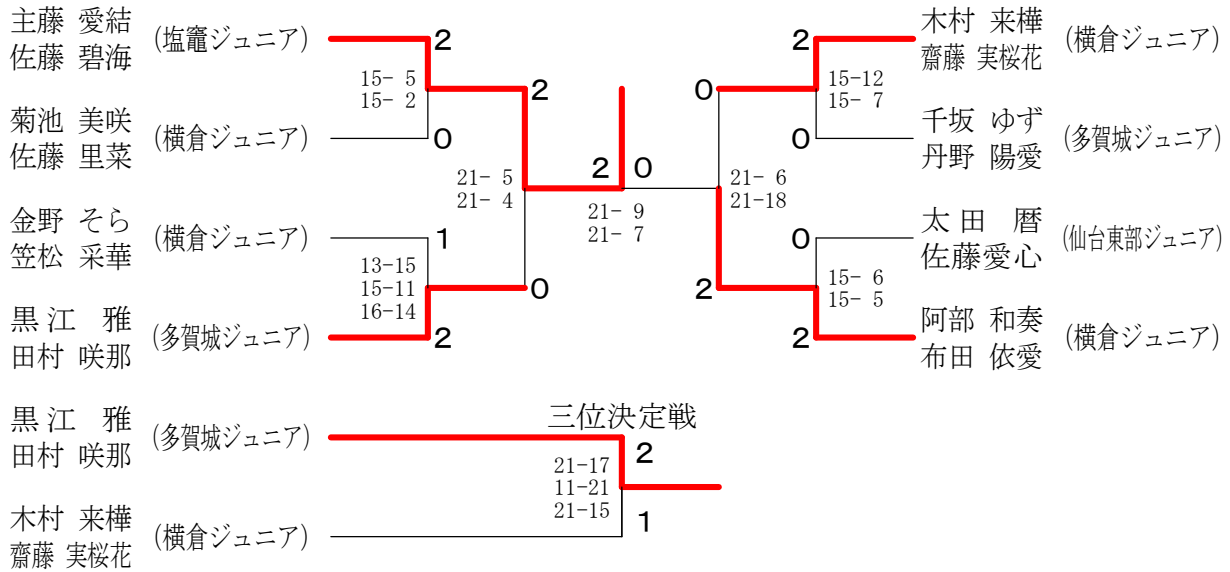 主藤 愛結
佐藤 碧海
(塩竈ジュニア)
2
15- 5
15- 2
菊池 美咲
佐藤 里菜
(横倉ジュニア)
0
2
21- 5
21- 4
金野 そら
笠松 采華
(横倉ジュニア)
1
13-15
15-11
16-14
0
黒江 雅
田村 咲那
(多賀城ジュニア)
2
2 0
21- 9
21- 7
2
木村 来樺
齋藤 実桜花
(横倉ジュニア)
15-12
15- 7
0
0
千坂 ゆず
丹野 陽愛
(多賀城ジュニア)
21- 6
21-18
0
太田 暦
佐藤愛心
(仙台東部ジュニア)
15- 6
15- 5
2
2
阿部 和奏
布田 依愛
(横倉ジュニア)
三位決定戦
黒江 雅
田村 咲那
(多賀城ジュニア)
2
21-17
11-21
21-15
1
木村 来樺
齋藤 実桜花
(横倉ジュニア)